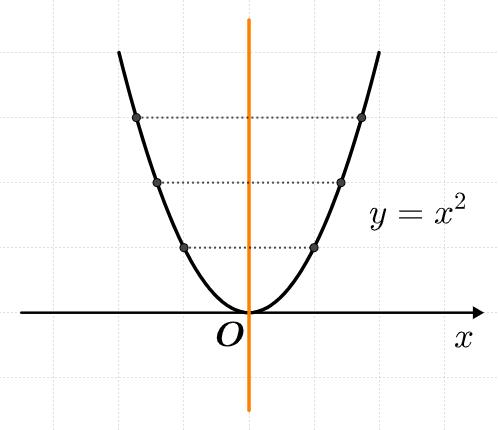 y = x²
O
x